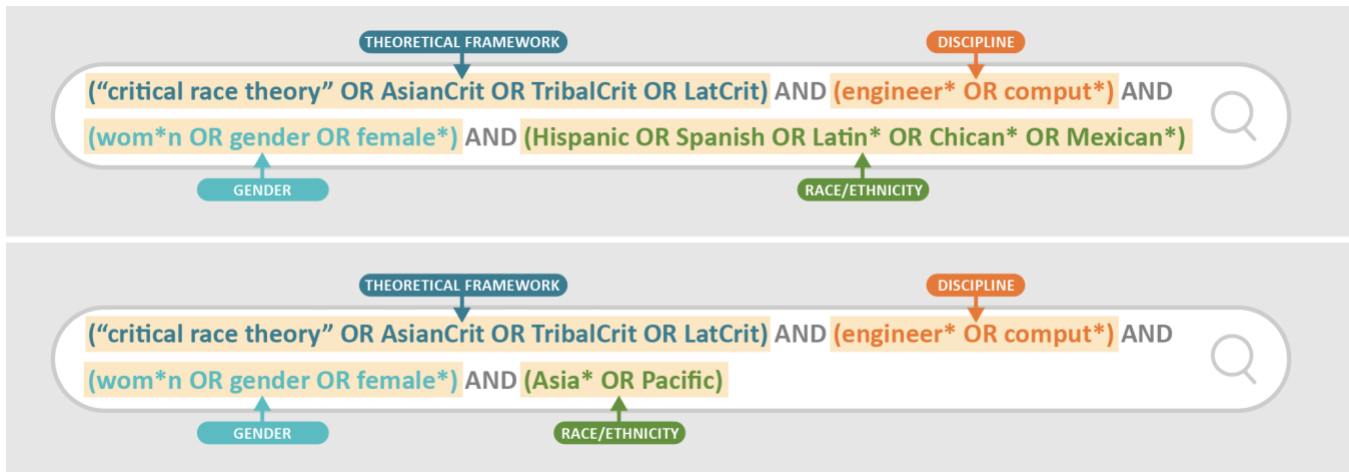 THEORETICAL FRAMEWORK DISCIPLINE
(“critical race theory” OR AsianCrit OR TribalCrit OR LatCrit) AND (engineer* OR comput*) AND
(wom*n OR gender OR female*) AND (Hispanic OR Spanish OR Latin* OR Chican* OR Mexican*)
GENDER RACE/ETHNICITY
THEORETICAL FRAMEWORK DISCIPLINE
(“critical race theory” OR AsianCrit OR TribalCrit OR LatCrit) AND (engineer* OR comput*) AND
(wom*n OR gender OR female*) AND (Asia* OR Pacific)
GENDER RACE/ETHNICITY